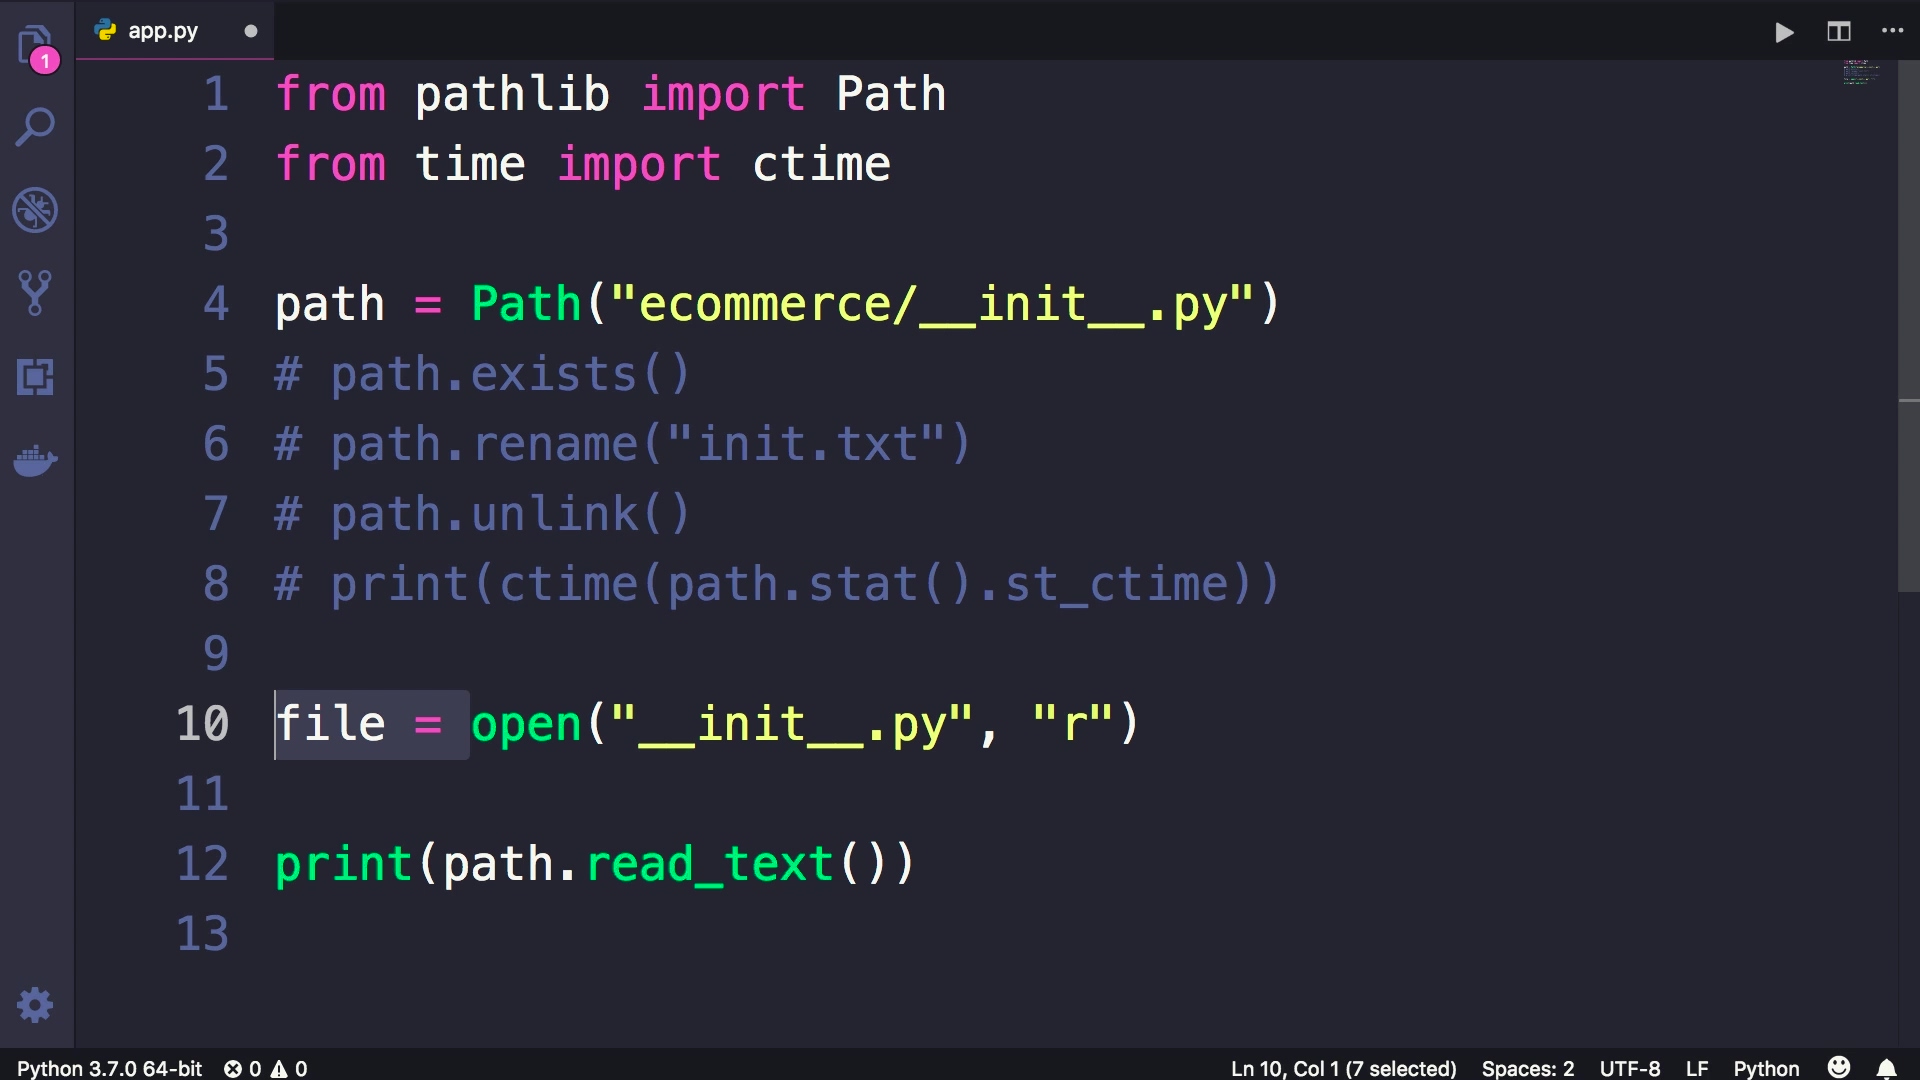 app.py
1
1 from pathlib import Path
2 from time import ctime
3
4 path = Path("ecommerce/__init__.py")
5 # path.exists()
6 # path.rename("init.txt")
7 # path.unlink()
8 # print(ctime(path.stat().st_ctime))
9
10 file = open("__init__.py", "r")
11
12 print(path.read_text())
13
Python 3.7.0 64-bit 0 0 Ln 10, Col 1 (7 selected) Spaces: 2 UTF-8 LF Python